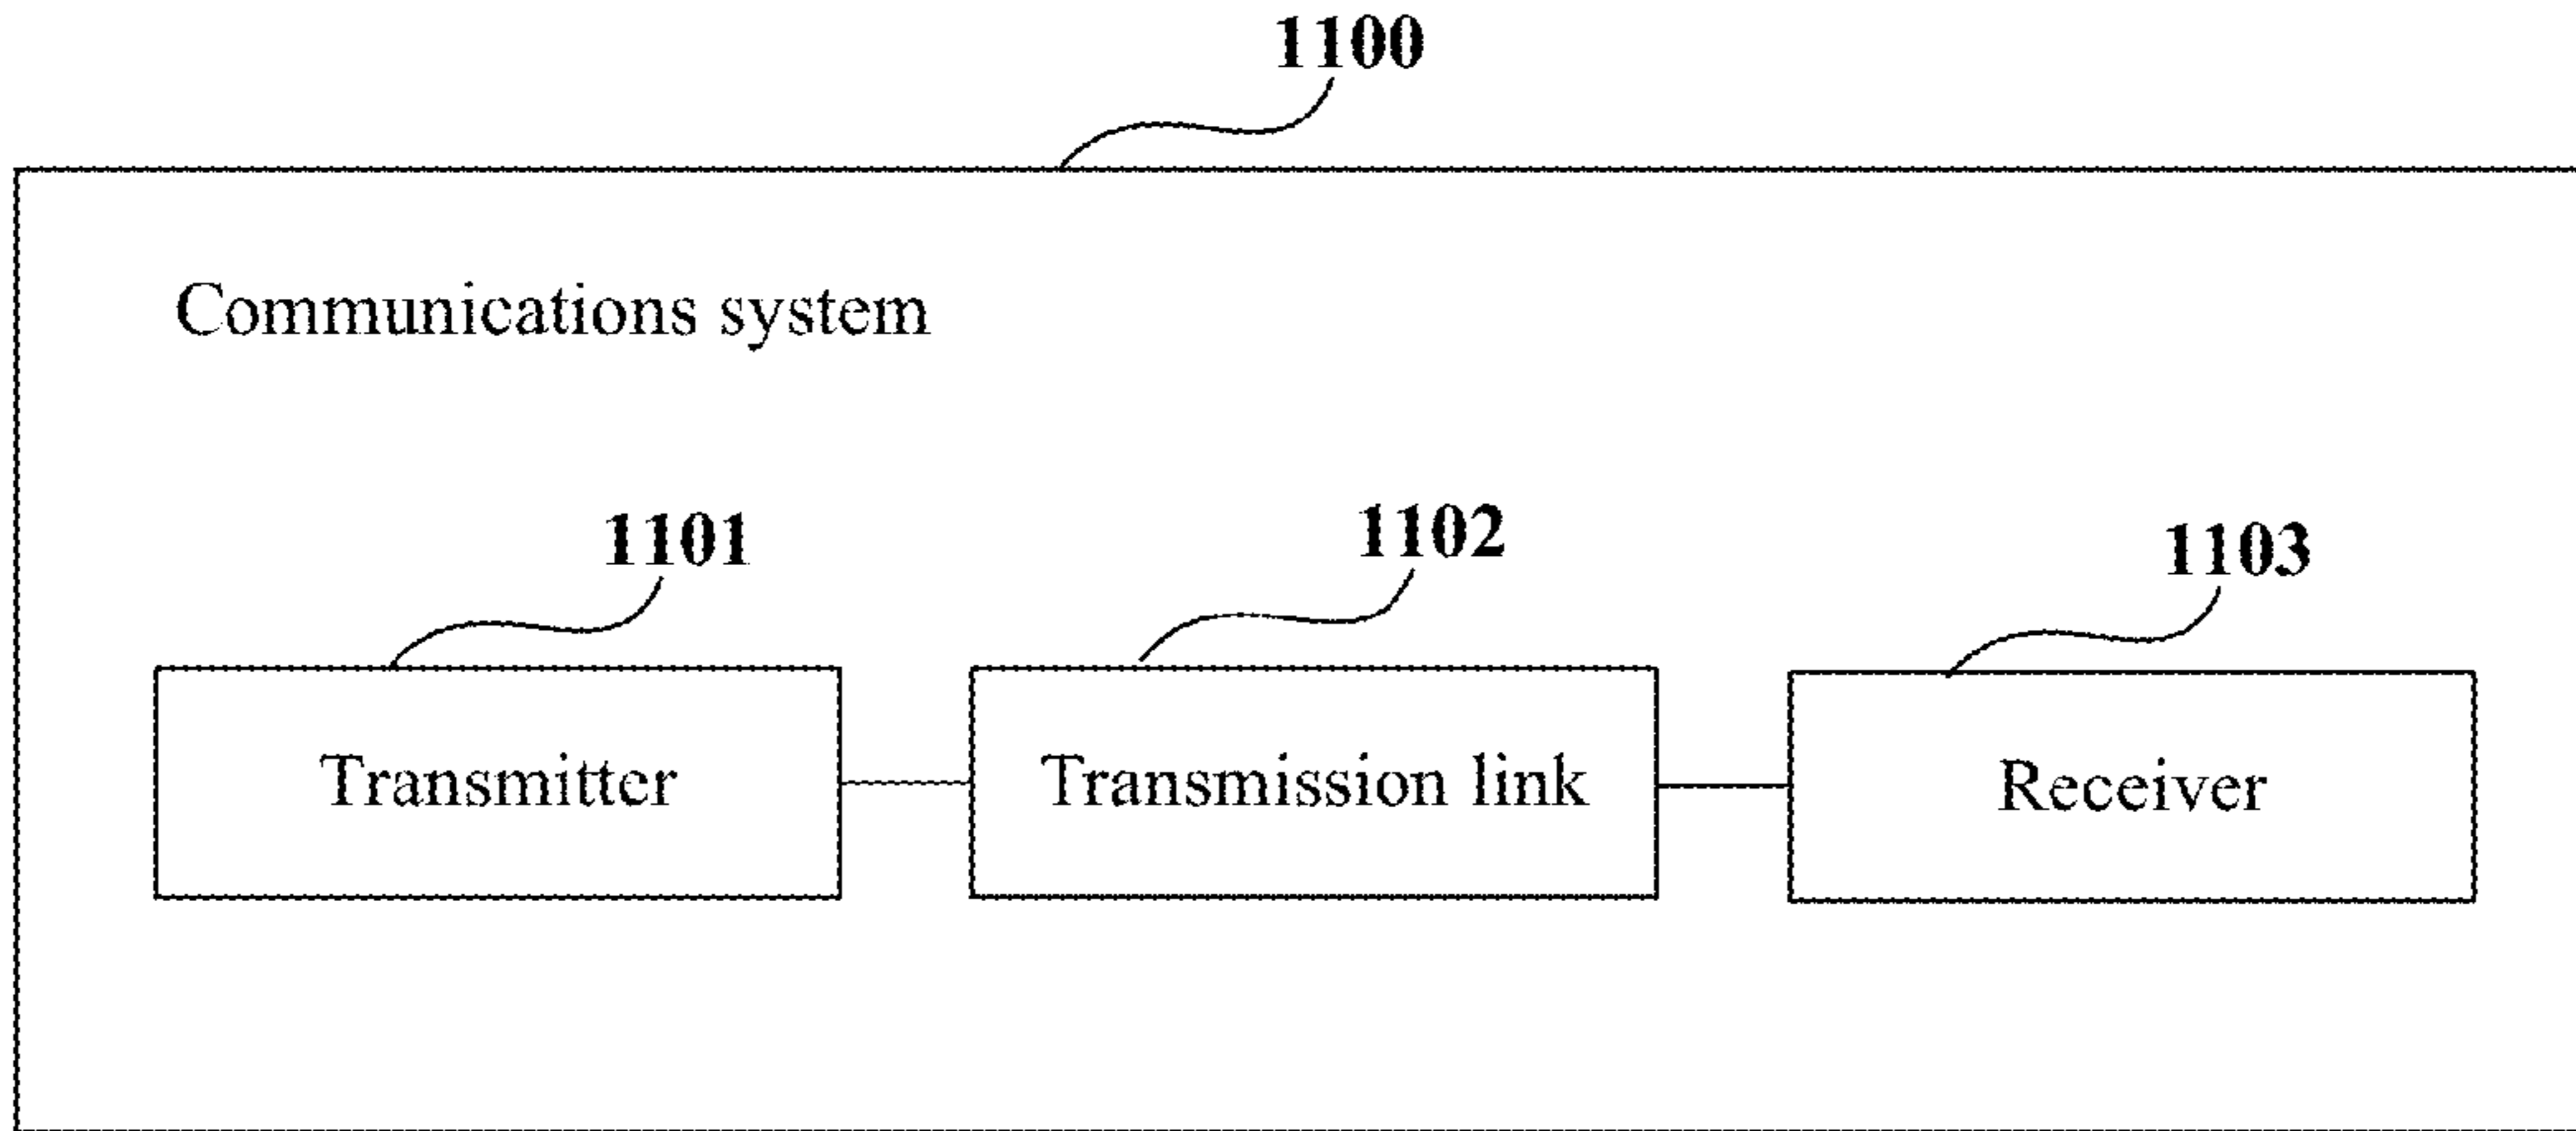 1100
Communications system
1101
1102
1103
Transmitter
Transmission link
Receiver